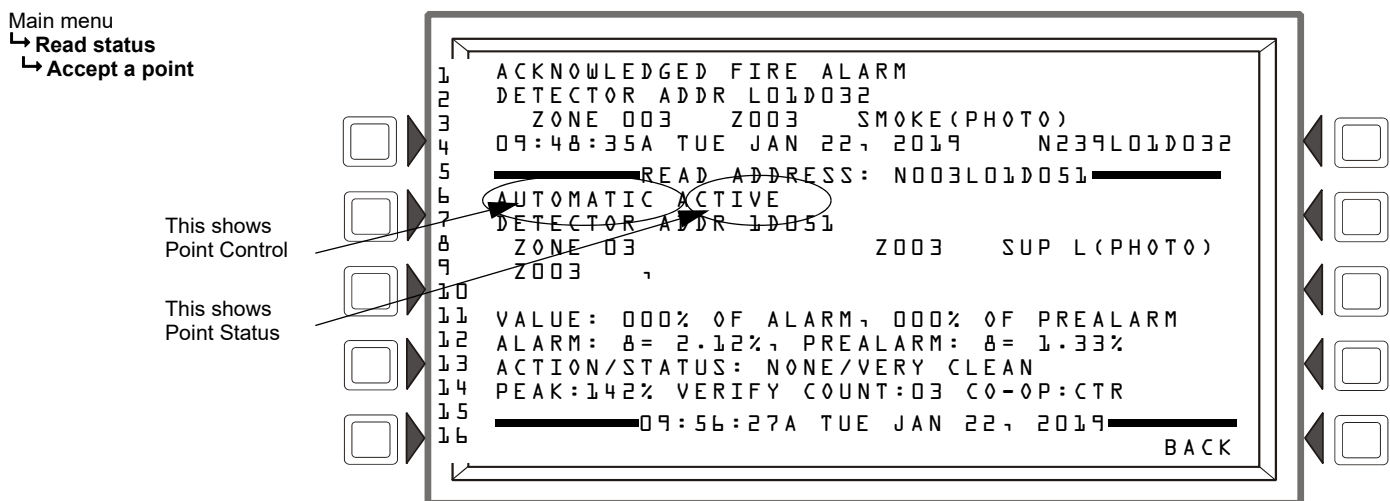 Main menu
Read status
Accept a point
1 ACKNOWLEDGED FIRE ALARM
2 DETECTOR ADDR L01D032
3 ZONE 003 Z003 SMOKE(PHOTO)
4 09:48:35A TUE JAN 22, 2019 N239L01D032
5 READ ADDRESS: N003L01D051
6 AUTOMATIC ACTIVE
7 DETECTOR ADDR 1D051
8 ZONE 03 Z003 SUP L(PHOTO)
9 Z003 ,
10
11 VALUE: 000% OF ALARM, 000% OF PREALARM
12 ALARM: 8= 2.12%, PREALARM: 8= 1.33%
13 ACTION/STATUS: NONE/VERY CLEAN
14 PEAK:142% VERIFY COUNT:03 CO-OP:CTR
15 09:56:27A TUE JAN 22, 2019
16 BACK
This shows
Point Control
This shows
Point Status